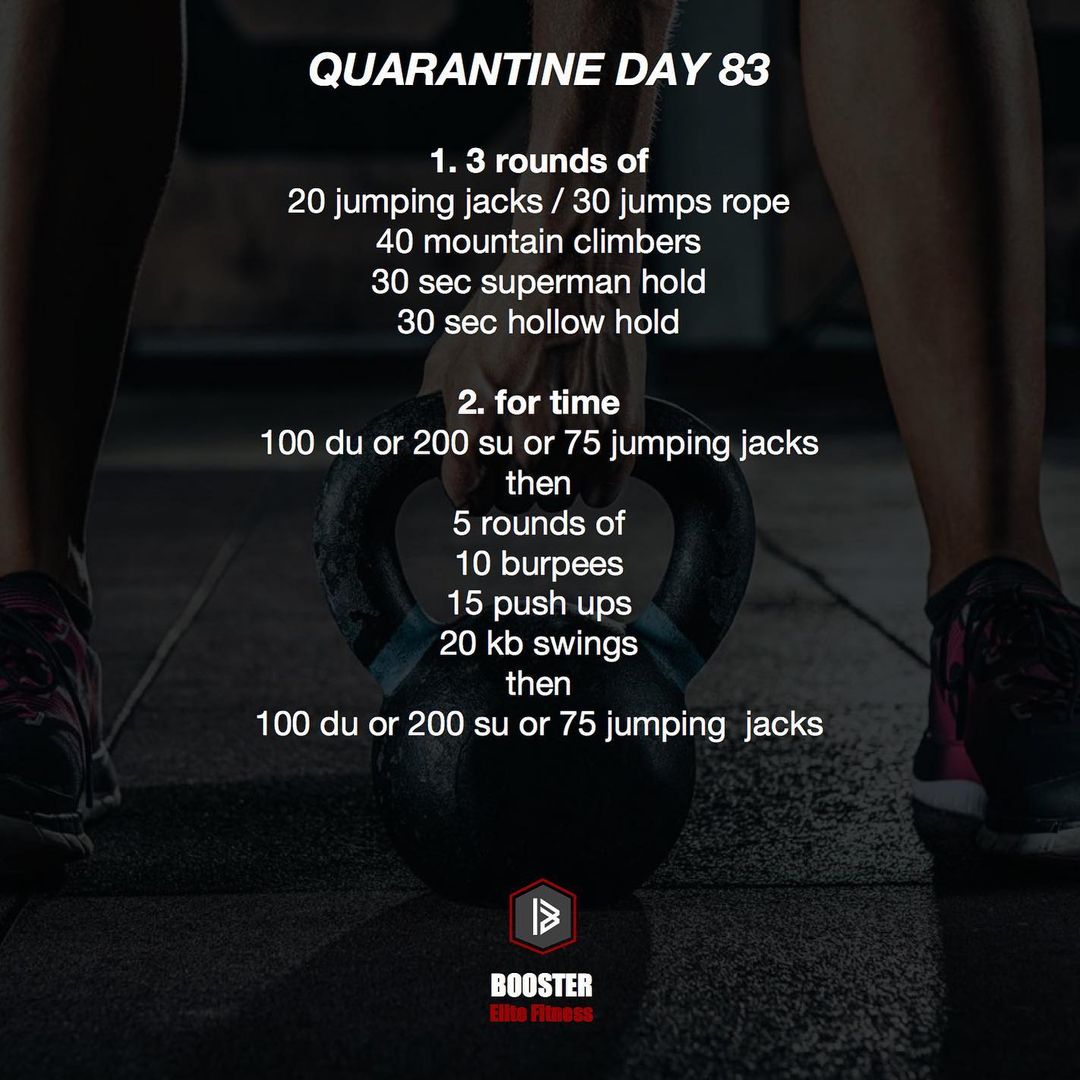 QUARANTINE DAY 83
1. 3 rounds of
20 jumping jacks / 30 jumps rope
40 mountain climbers
30 sec superman hold
30 sec hollow hold
2. for time
100 du or 200 su or 75 jumping jacks
then
5 rounds of
10 burpees
15 push ups
20 kb swings
then
100 du or 200 su or 75 jumping jacks
BOOSTER
Elite Fitness